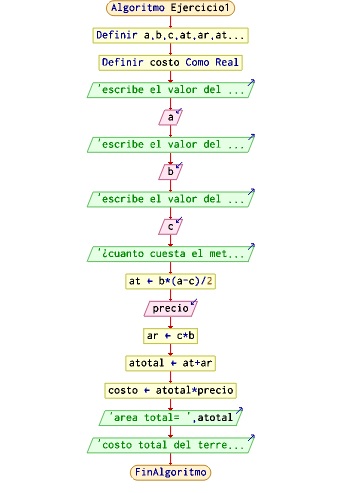 Algoritmo Ejercicio1
Definir a,b,c,at,ar,at...
Definir costo Como Real
'escribe el valor del ...
a
'escribe el valor del ...
b
'escribe el valor del ...
c
'¿cuanto cuesta el met...
at ← b*(a-c)/2
precio
ar ← c*b
atotal ← at+ar
costo ← atotal*precio
'area total= ',atotal
'costo total del terre...
FinAlgoritmo